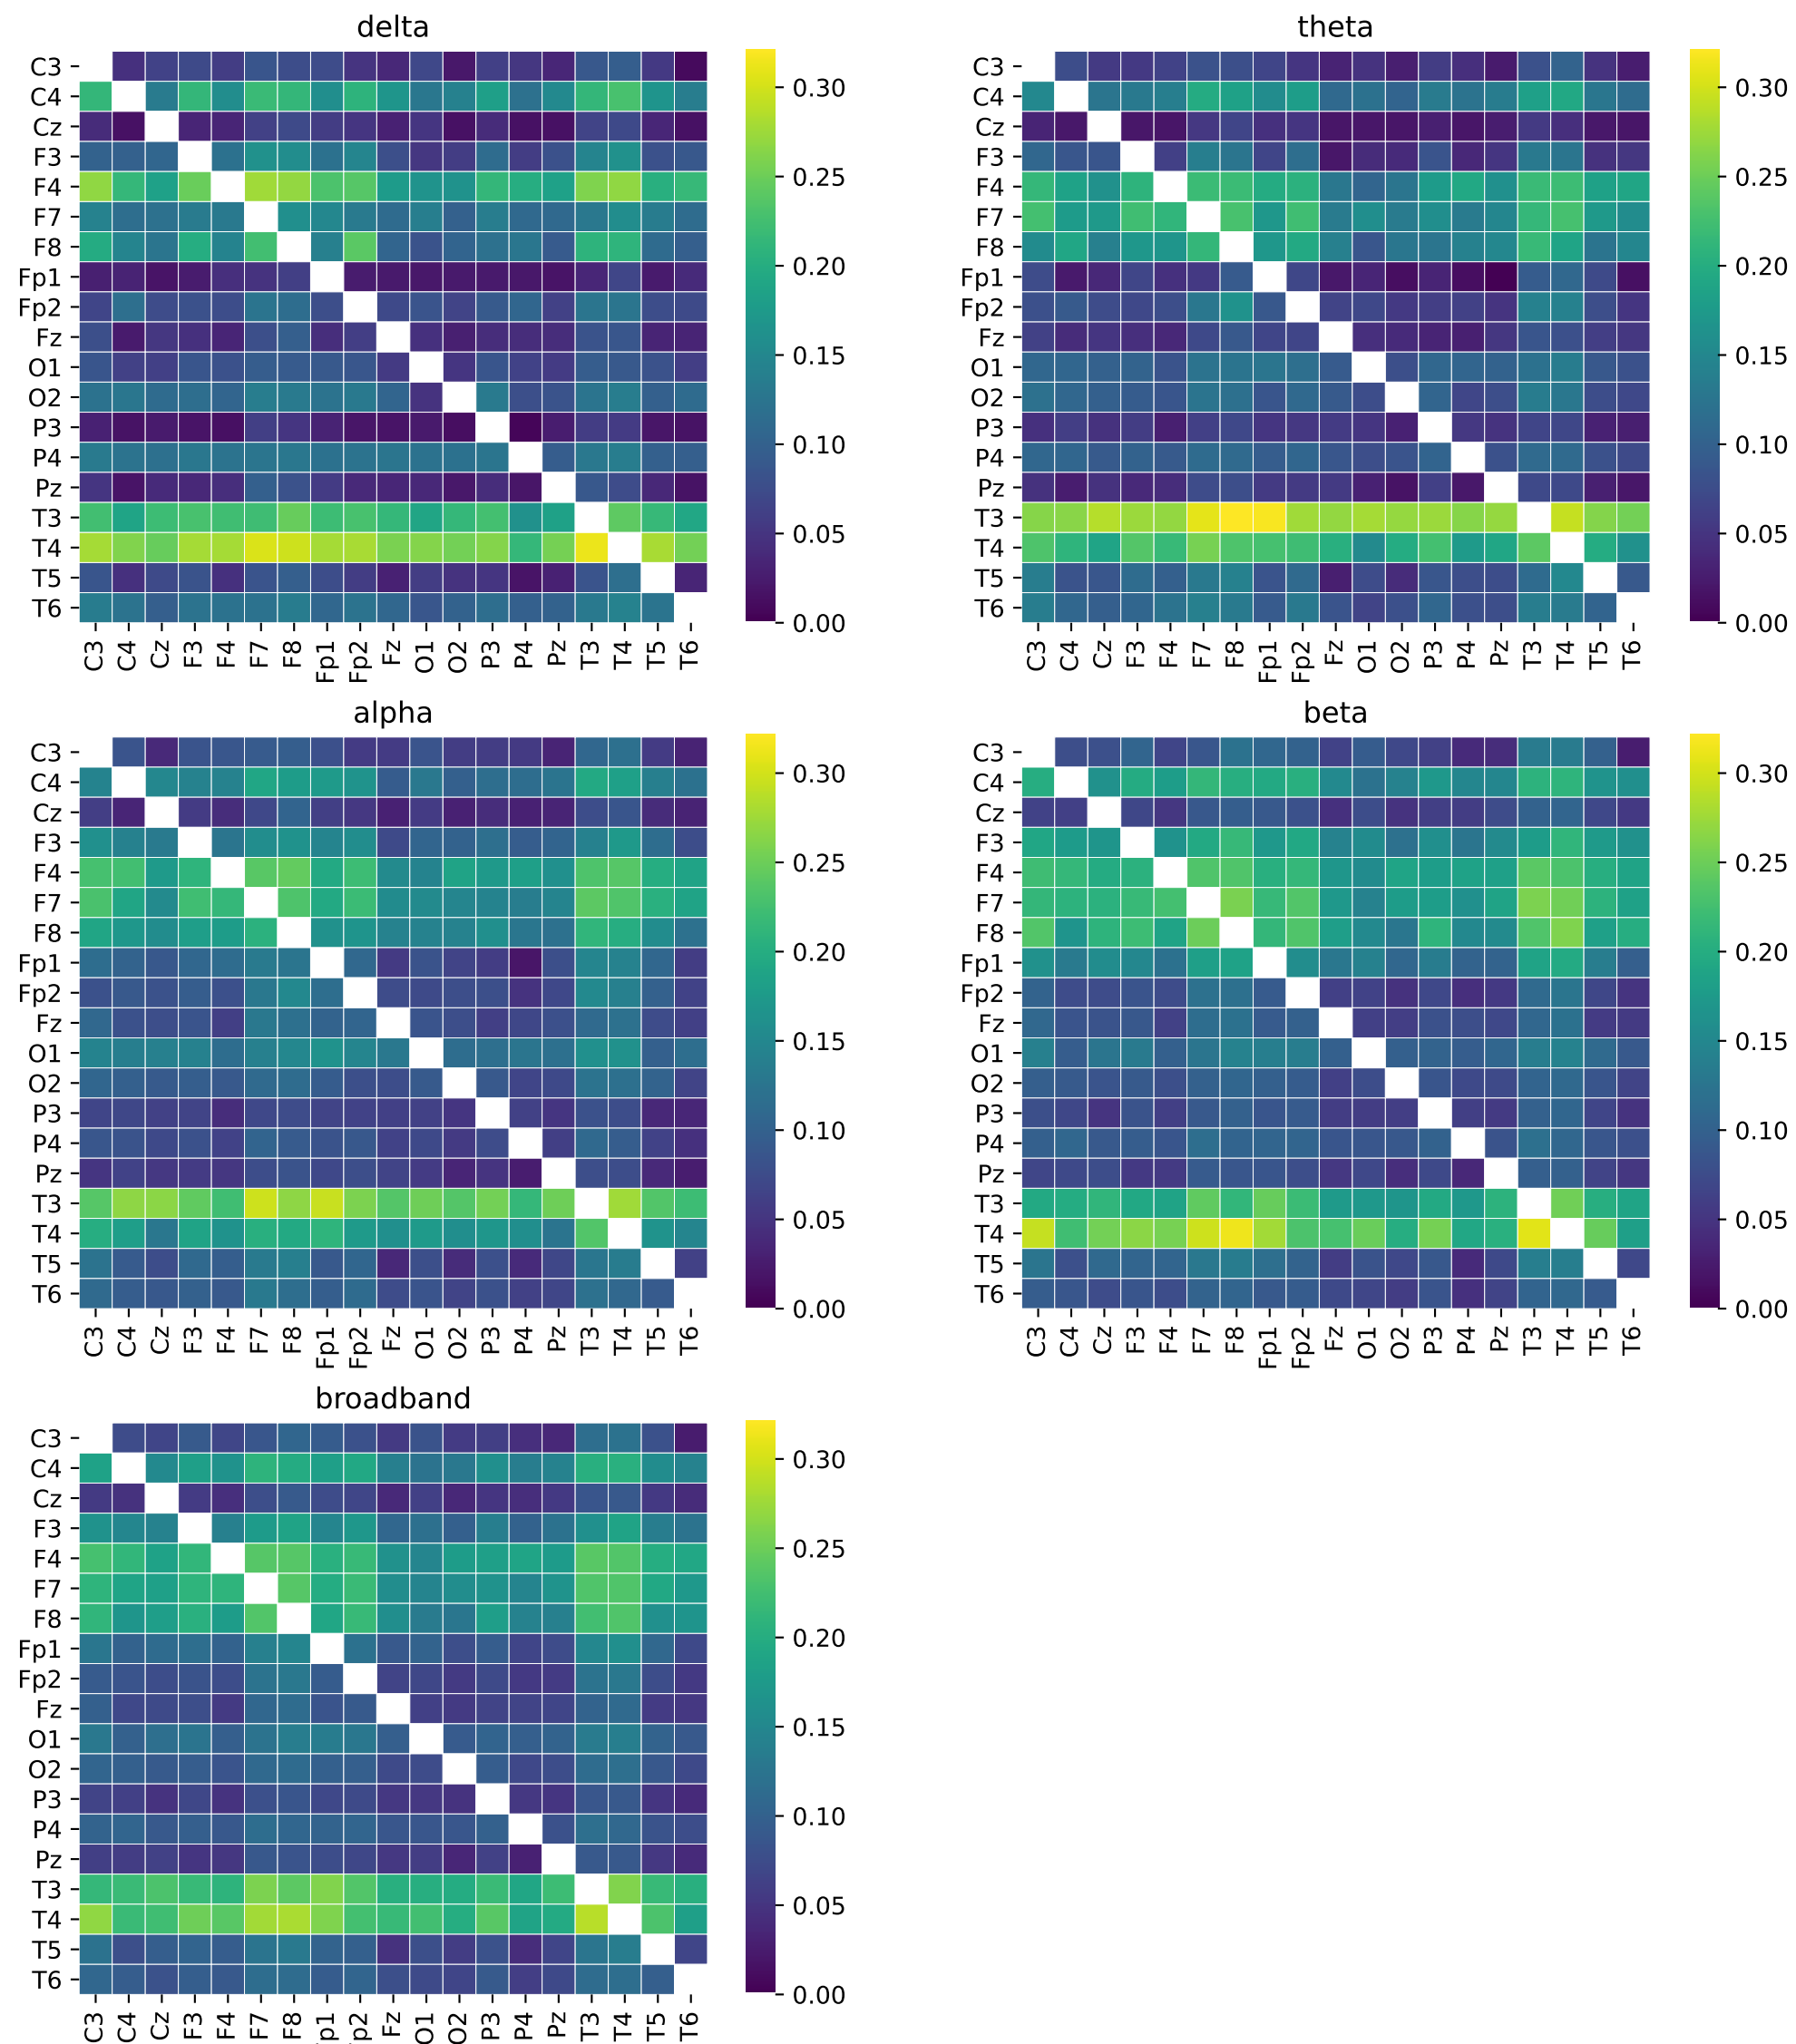 delta
C3
C4
Cz
F3
F4
F7
F8
Fp1
Fp2
Fz
O1
O2
P3
P4
Pz
T3
T4
T5
T6
C3 C4 Cz F3 F4 F7 F8 Fp1 Fp2 Fz O1 O2 P3 P4 Pz T3 T4 T5 T6
0.30
0.25
0.20
0.15
0.10
0.05
0.00
theta
C3
C4
Cz
F3
F4
F7
F8
Fp1
Fp2
Fz
O1
O2
P3
P4
Pz
T3
T4
T5
T6
C3 C4 Cz F3 F4 F7 F8 Fp1 Fp2 Fz O1 O2 P3 P4 Pz T3 T4 T5 T6
0.30
0.25
0.20
0.15
0.10
0.05
0.00
alpha
C3
C4
Cz
F3
F4
F7
F8
Fp1
Fp2
Fz
O1
O2
P3
P4
Pz
T3
T4
T5
T6
C3 C4 Cz F3 F4 F7 F8 Fp1 Fp2 Fz O1 O2 P3 P4 Pz T3 T4 T5 T6
0.30
0.25
0.20
0.15
0.10
0.05
0.00
beta
C3
C4
Cz
F3
F4
F7
F8
Fp1
Fp2
Fz
O1
O2
P3
P4
Pz
T3
T4
T5
T6
C3 C4 Cz F3 F4 F7 F8 Fp1 Fp2 Fz O1 O2 P3 P4 Pz T3 T4 T5 T6
0.30
0.25
0.20
0.15
0.10
0.05
0.00
broadband
C3
C4
Cz
F3
F4
F7
F8
Fp1
Fp2
Fz
O1
O2
P3
P4
Pz
T3
T4
T5
T6
C3 C4 Cz F3 F4 F7 F8 p1 p2 Fz O1 O2 P3 P4 Pz T3 T4 T5 T6
0.30
0.25
0.20
0.15
0.10
0.05
0.00